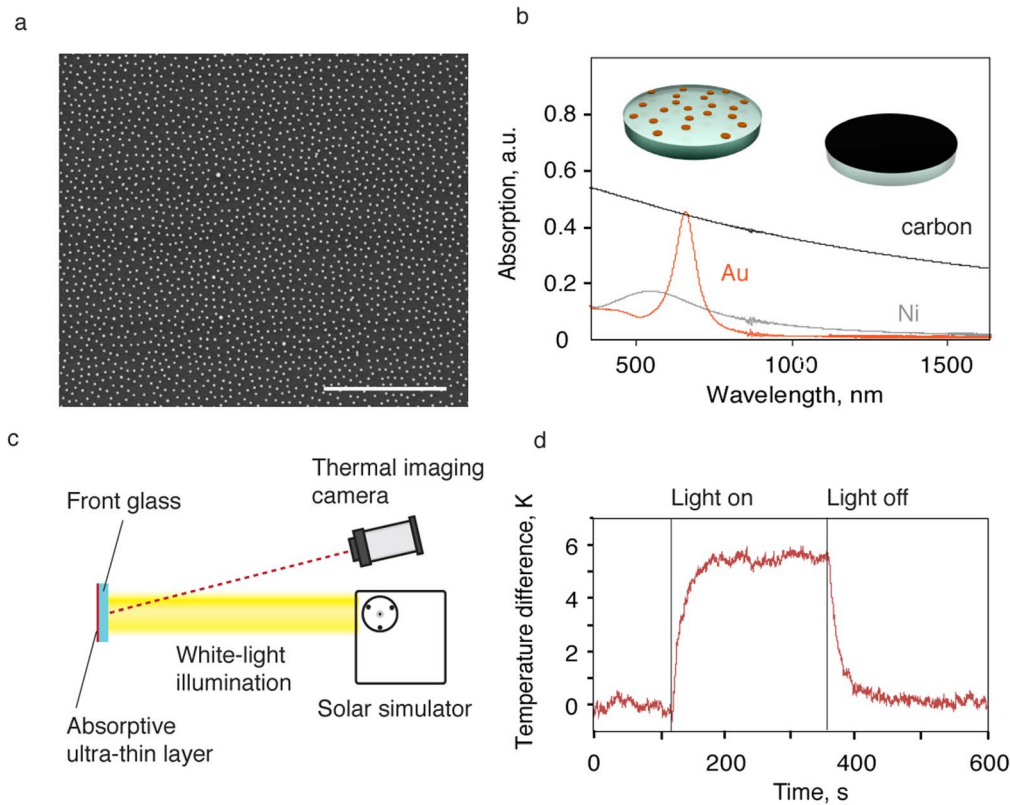 a
b
0.8
0.6
0.4
0.2
0
Absorption, a.u.
carbon
Au
Ni
500
1000
1500
Wavelength, nm
c
Front glass
Thermal imaging
camera
White-light
illumination
Solar simulator
Absorptive
ultra-thin layer
d
Light on
Light off
Temperature difference, K
6
4
2
0
0
200
400
600
Time, s